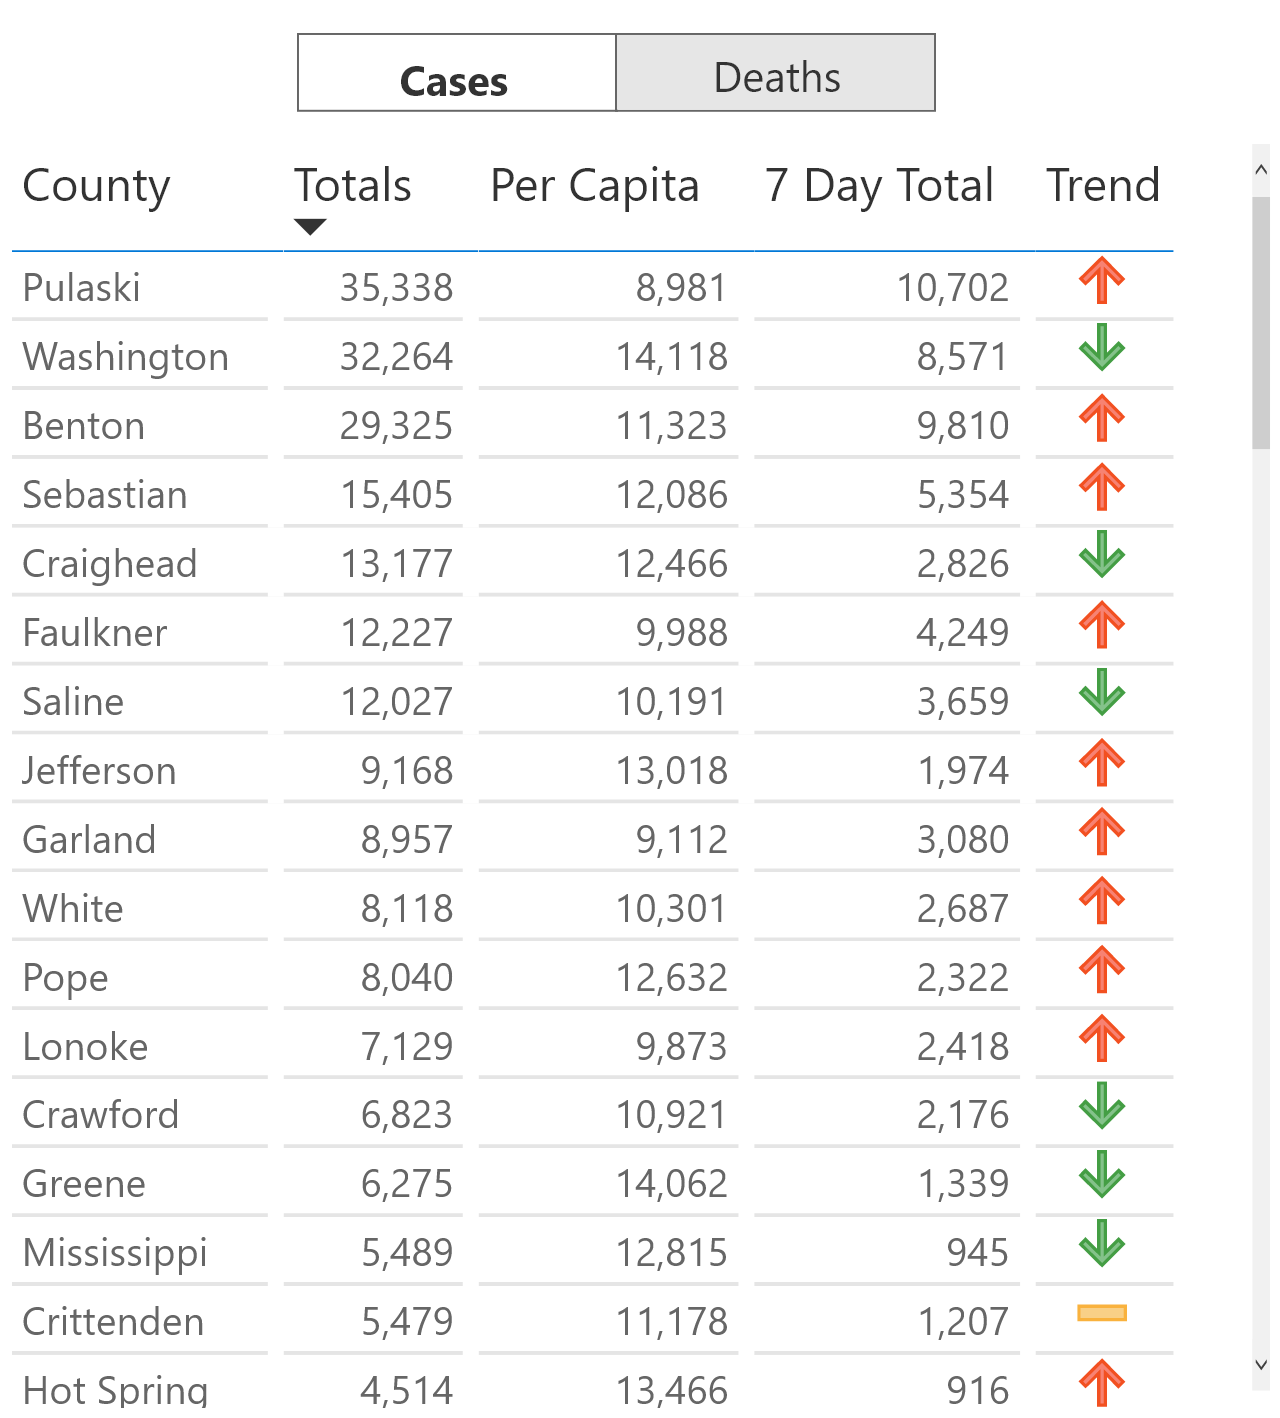 Cases Deaths
County Totals Per Capita 7 Day Total Trend
Pulaski 35,338 8,981 10,702
Washington 32,264 14,118 8,571
Benton 29,325 11,323 9,810
Sebastian 15,405 12,086 5,354
Craighead 13,177 12,466 2,826
Faulkner 12,227 9,988 4,249
Saline 12,027 10,191 3,659
Jefferson 9,168 13,018 1,974
Garland 8,957 9,112 3,080
White 8,118 10,301 2,687
Pope 8,040 12,632 2,322
Lonoke 7,129 9,873 2,418
Crawford 6,823 10,921 2,176
Greene 6,275 14,062 1,339
Mississippi 5,489 12,815 945
Crittenden 5,479 11,178 1,207
Hot Spring 4,514 13,466 916